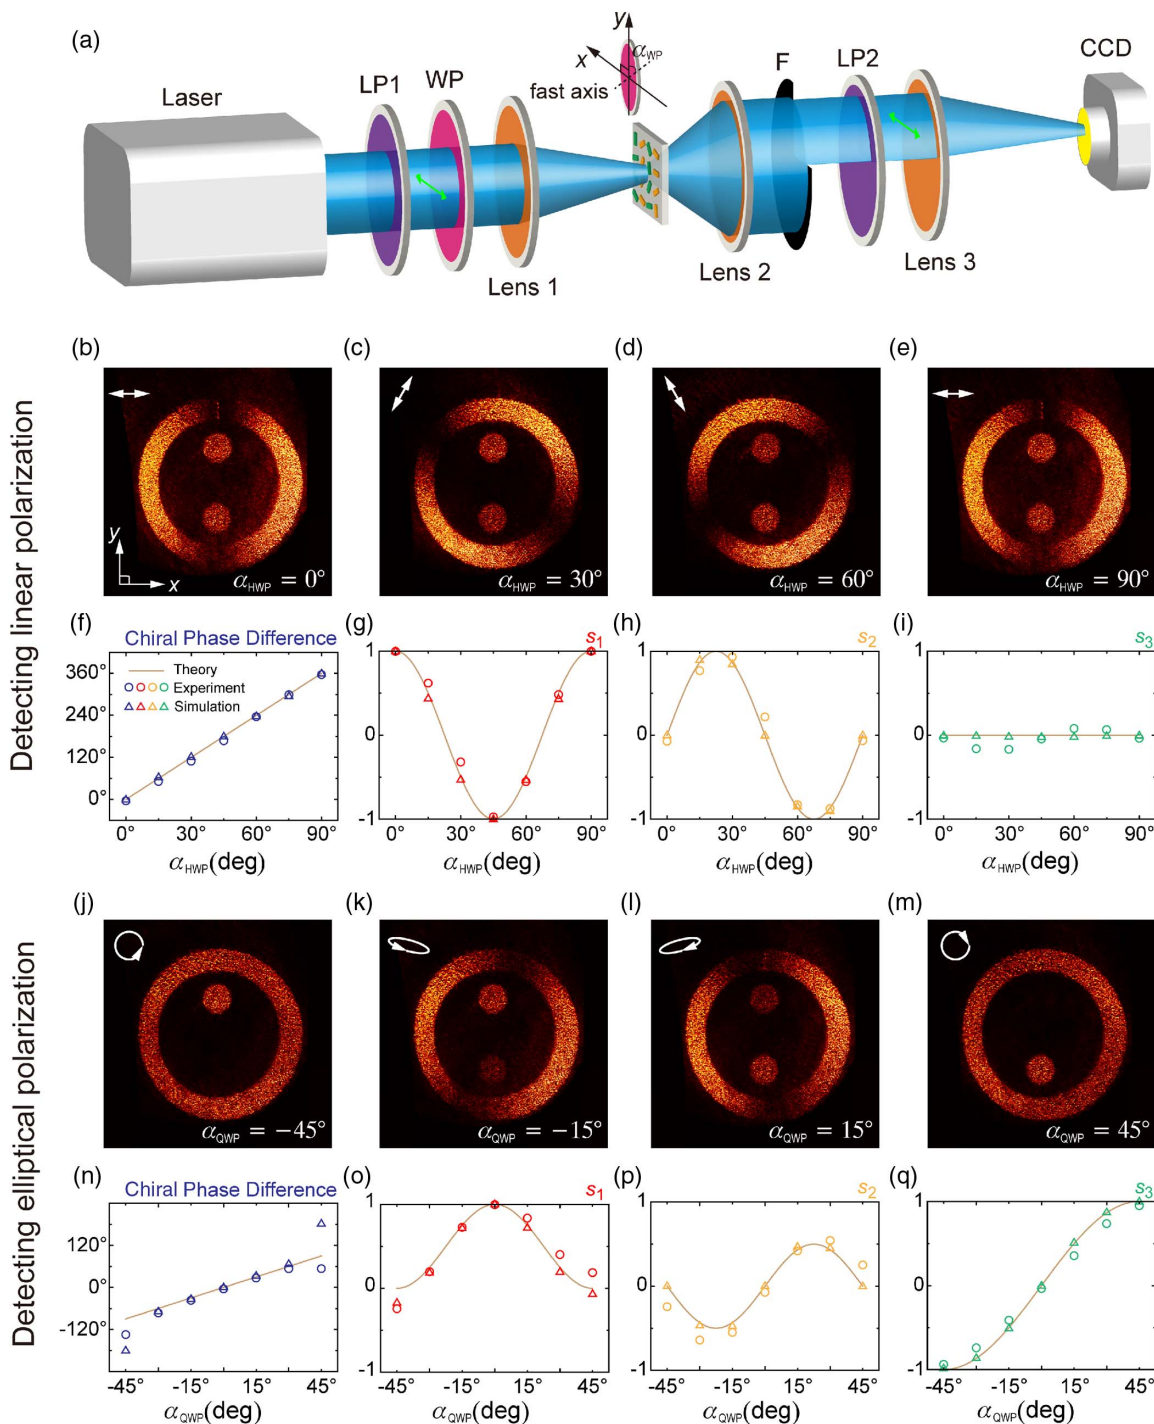 (a)
Laser
LP1
WP
Lens 1
y
x
α_WP
fast axis
Lens 2
F
LP2
Lens 3
CCD
Detecting linear polarization
(b)
(c)
(d)
(e)
y
x
α_HWP = 0°
α_HWP = 30°
α_HWP = 60°
α_HWP = 90°
(f)
Chiral Phase Difference
360°
240°
120°
0°
Theory
Experiment
Simulation
0° 30° 60° 90°
α_HWP(deg)
(g)
s₁
1
0
-1
0° 30° 60° 90°
α_HWP(deg)
(h)
s₂
1
0
-1
0° 30° 60° 90°
α_HWP(deg)
(i)
s₃
1
0
-1
0° 30° 60° 90°
α_HWP(deg)
Detecting elliptical polarization
(j)
(k)
(l)
(m)
α_QWP = −45°
α_QWP = −15°
α_QWP = 15°
α_QWP = 45°
(n)
Chiral Phase Difference
120°
0°
-120°
-45° -15° 15° 45°
α_QWP(deg)
(o)
s₁
1
0
-1
-45° -15° 15° 45°
α_QWP(deg)
(p)
s₂
1
0
-1
-45° -15° 15° 45°
α_QWP(deg)
(q)
s₃
1
0
-1
-45° -15° 15° 45°
α_QWP(deg)